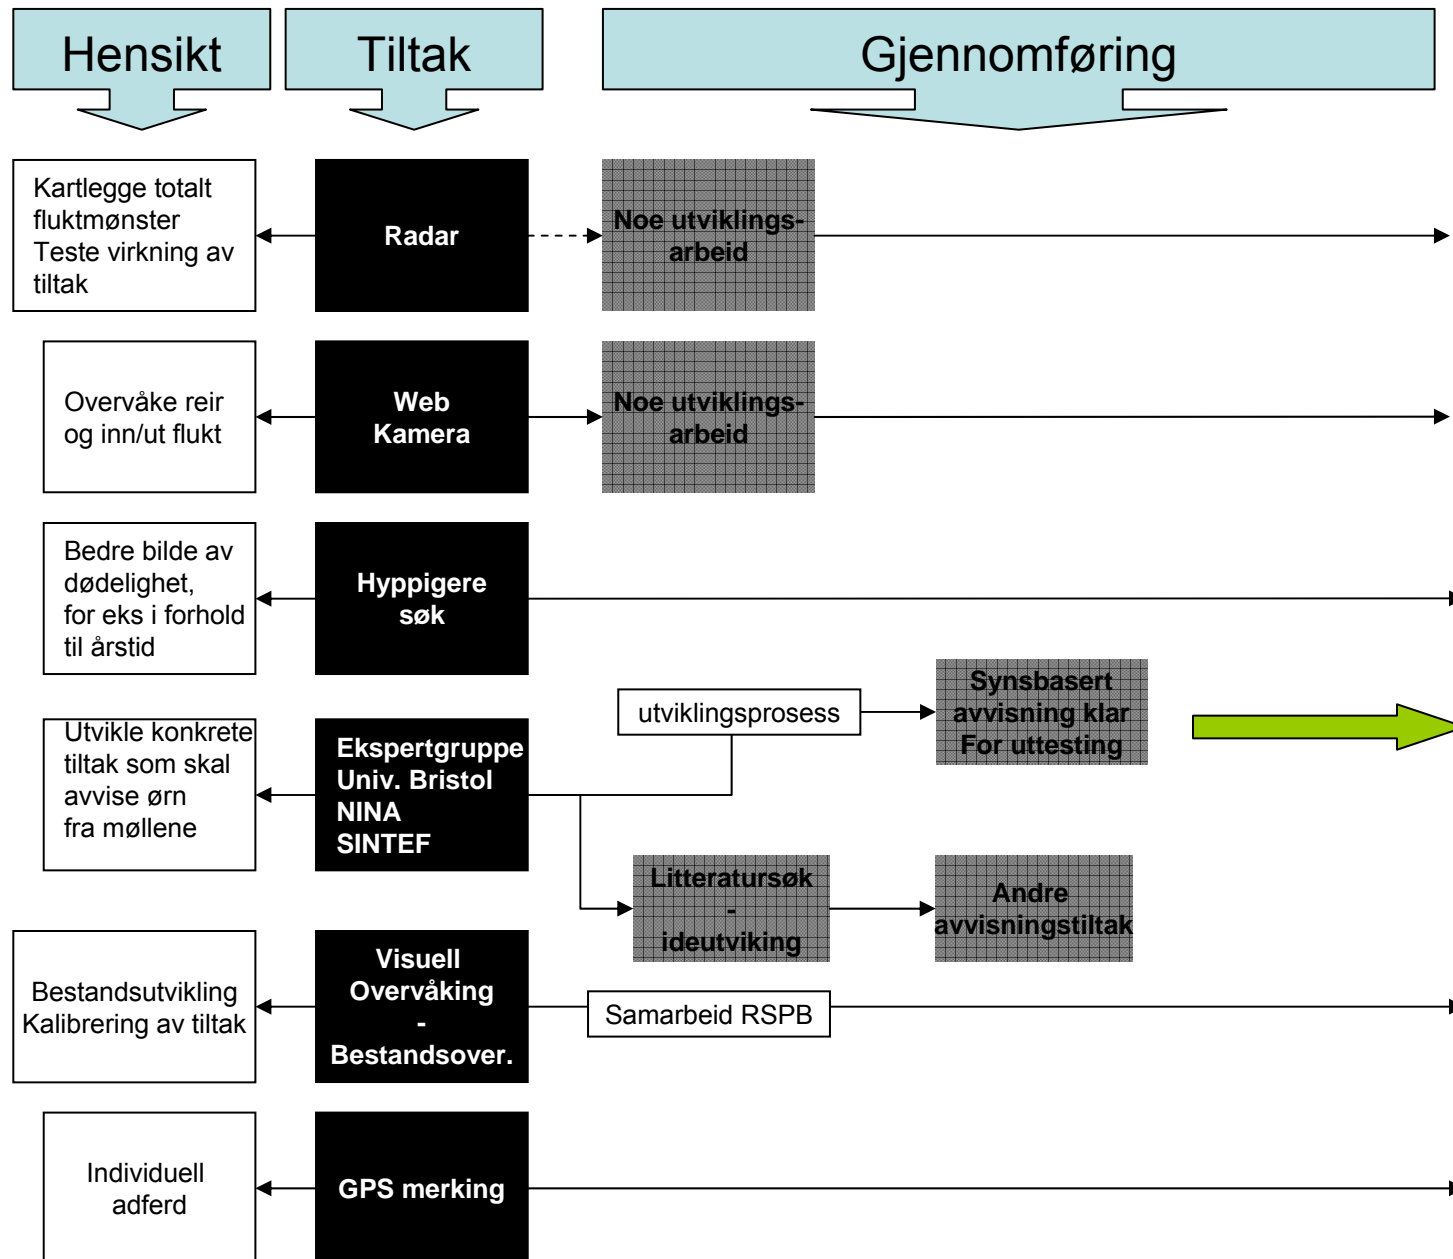 Hensikt
Tiltak
Gjennomføring
Kartlegge totalt
fluktmønster
Teste virkning av
tiltak
Radar
Noe utviklings-
arbeid
Overvåke reir
og inn/ut flukt
Web
Kamera
Noe utviklings-
arbeid
Bedre bilde av
dødelighet,
for eks i forhold
til årstid
Hyppigere
søk
Utvikle konkrete
tiltak som skal
avvise ørn
fra møllene
Ekspertgruppe
Univ. Bristol
NINA
SINTEF
utviklingsprosess
Synsbasert
avvisning klar
For uttesting
Litteratursøk
-
ideutviking
Andre
avvisningstiltak
Bestandsutvikling
Kalibrering av tiltak
Visuell
Overvåking
-
Bestandsover.
Samarbeid RSPB
Individuell
adferd
GPS merking